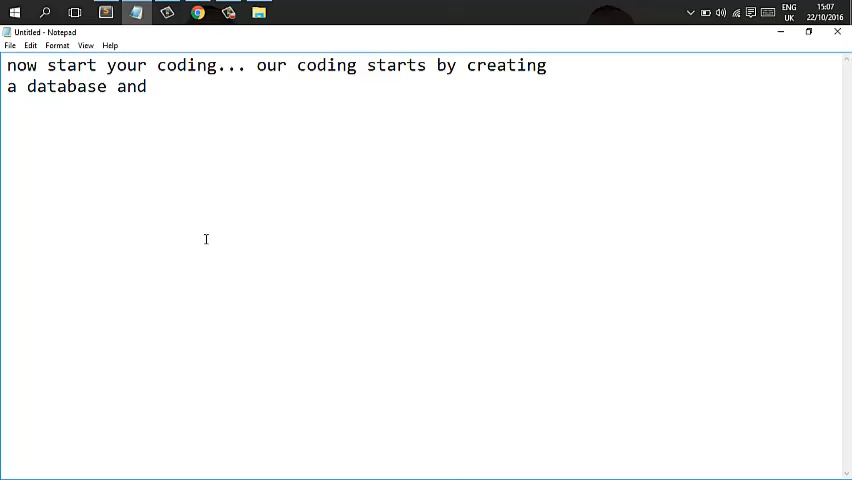 ENG 15:07
UK 22/10/2016
Untitled - Notepad
File Edit Format View Help
now start your coding... our coding starts by creating
a database and